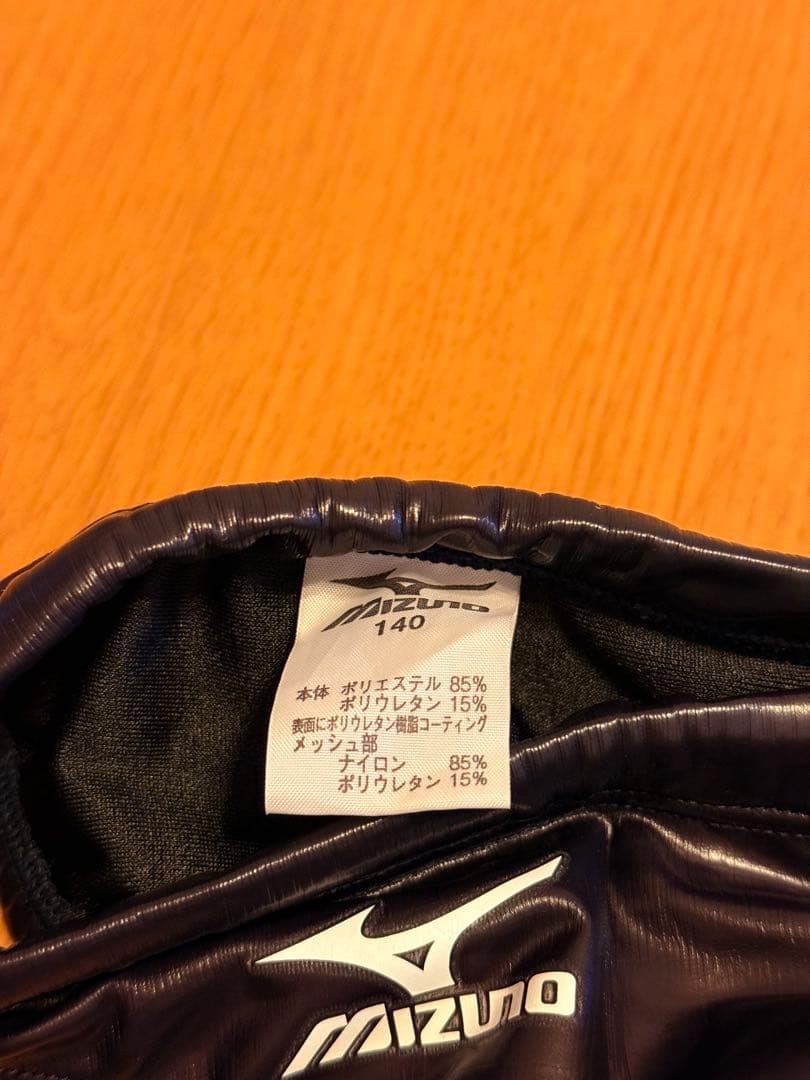 MIZUNO
140
本体 ポリエステル 85%
ポリウレタン 15%
表面にポリウレタン樹脂コーティング
メッシュ部
ナイロン 85%
ポリウレタン 15%
MIZUNO